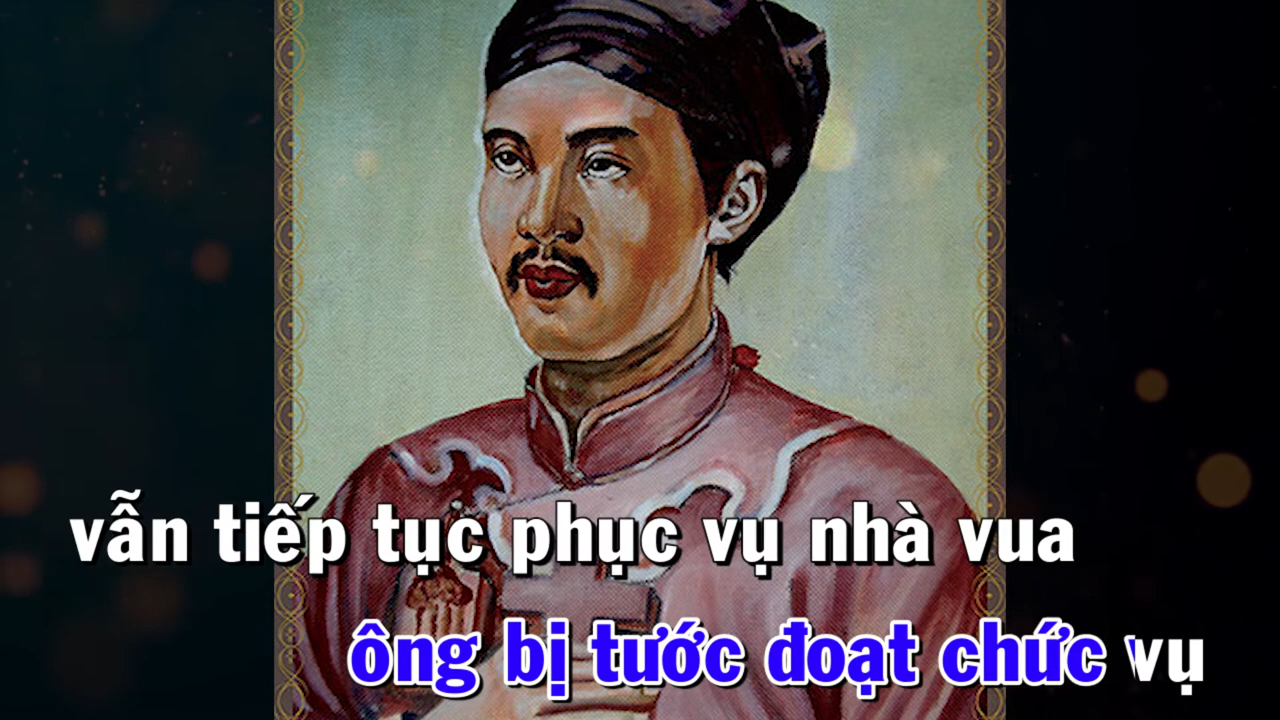 vẫn tiếp tục phục vụ nhà vua
ông bị tước đoạt chức vụ